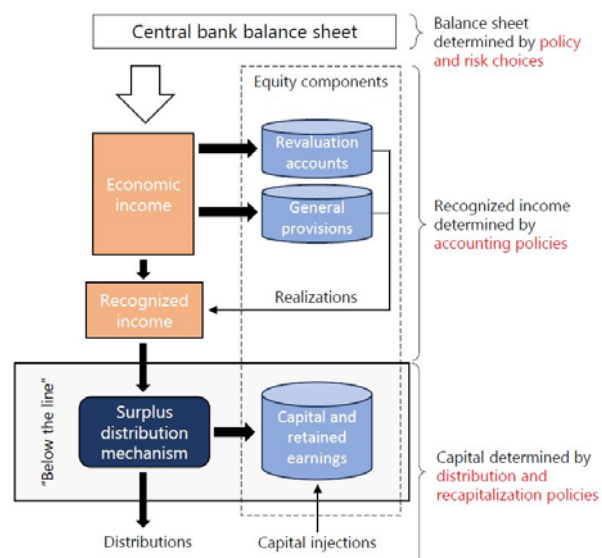 Central bank balance sheet
Balance sheet
determined by policy
and risk choices
Equity components
Revaluation
accounts
Economic
income
General
provisions
Recognized income
determined by
accounting policies
Realizations
Recognized
income
"Below the line"
Surplus
distribution
mechanism
Capital and
retained
earnings
Capital determined by
distribution and
recapitalization policies
Distributions
Capital injections